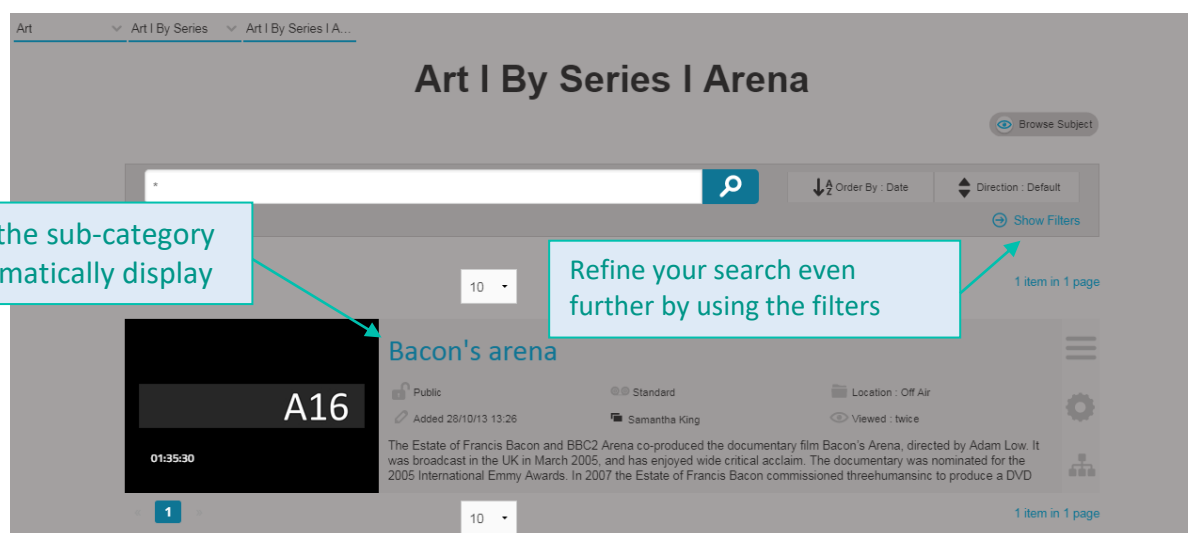 Art Art I By Series Art I By Series I A...
Art I By Series I Arena
Browse Subject
* Order By : Date Direction : Default
Show Filters
the sub-category
matically display
Refine your search even
further by using the filters
10 1 item in 1 page
Bacon's arena
Public Standard Location : Off Air
Added 28/10/13 13:26 Samantha King Viewed : twice
A16
01:35:30
The Estate of Francis Bacon and BBC2 Arena co-produced the documentary film Bacon's Arena, directed by Adam Low. It
was broadcast in the UK in March 2005, and has enjoyed wide critical acclaim. The documentary was nominated for the
2005 International Emmy Awards. In 2007 the Estate of Francis Bacon commissioned threehumansinc to produce a DVD
« 1 »
10 1 item in 1 page